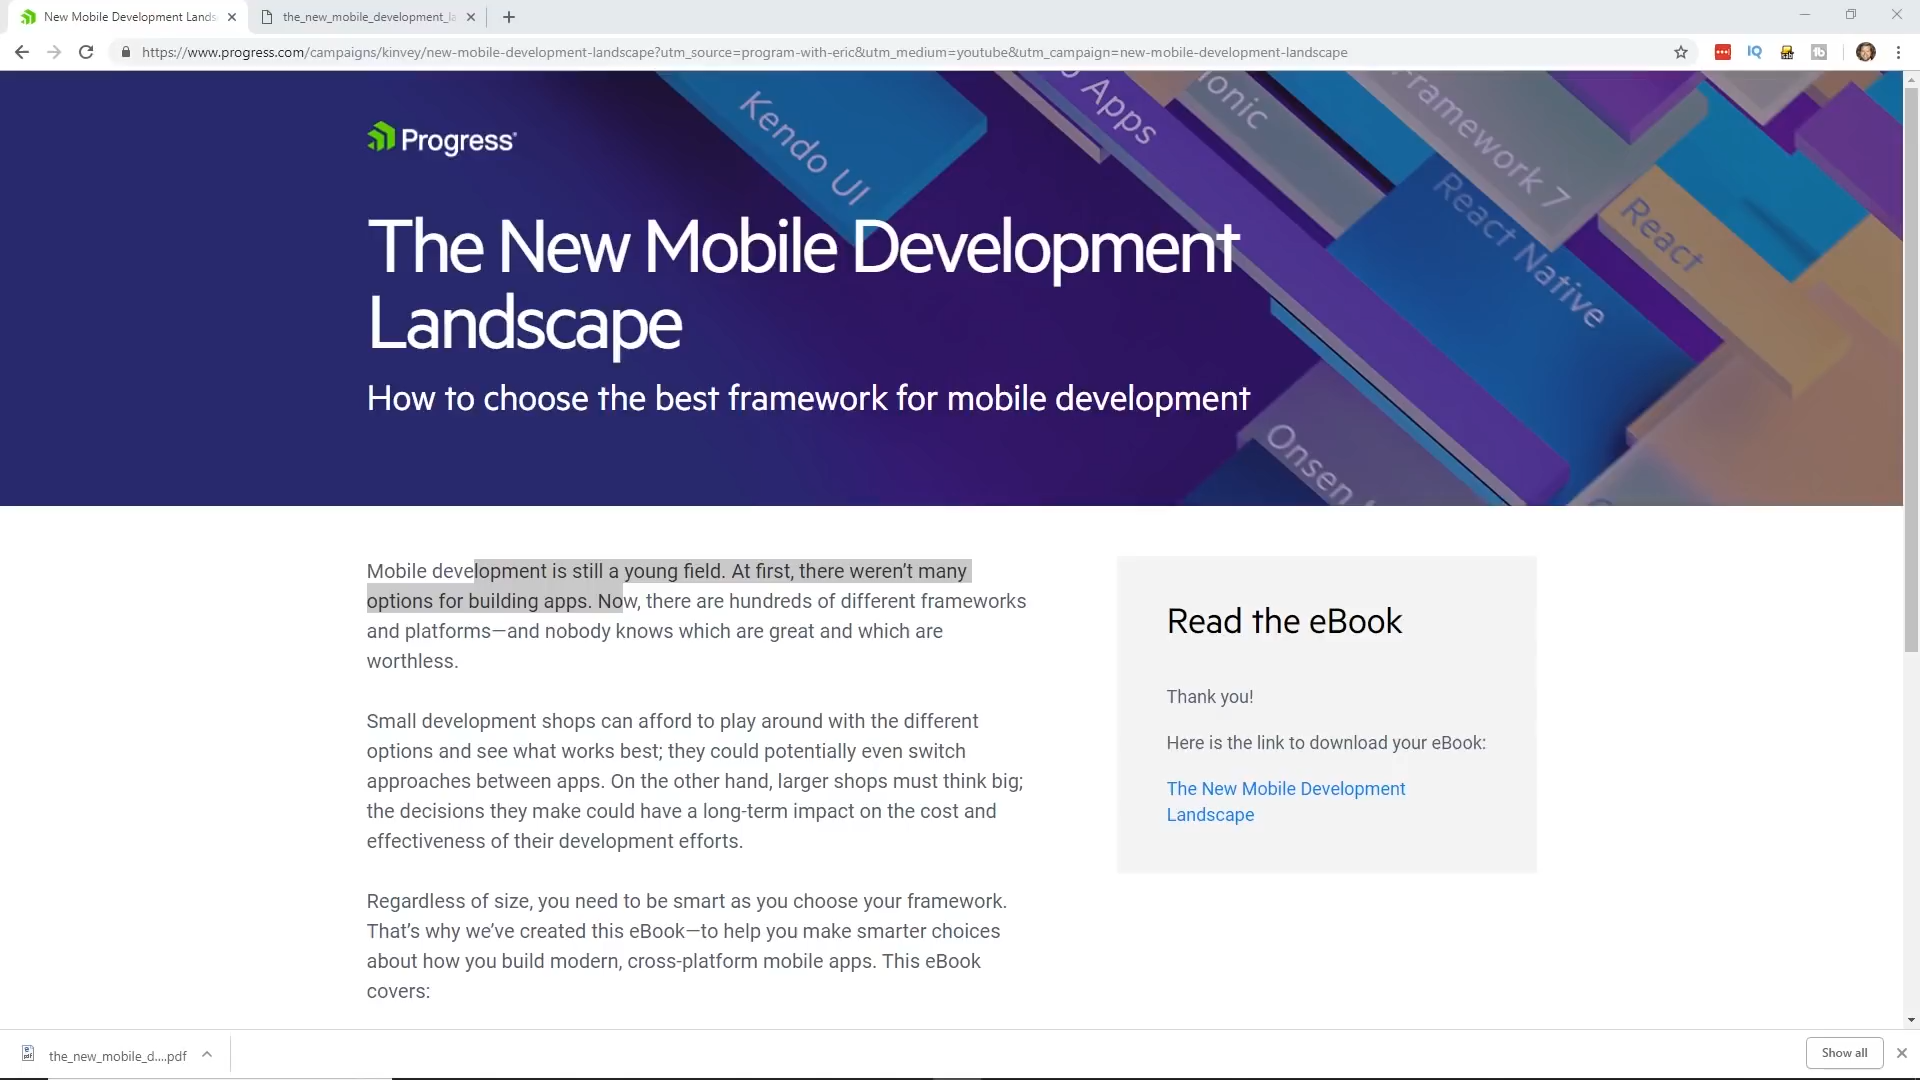 New Mobile Development Lands
the_new_mobile_development_la
https://www.progress.com/campaigns/kinvey/new-mobile-development-landscape?utm_source=program-with-eric&utm_medium=youtube&utm_campaign=new-mobile-development-landscape
IQ
Progress
Kendo UI
o Apps
Ionic
Framework 7
React Native
React
Onsen
The New Mobile Development
Landscape
How to choose the best framework for mobile development
Mobile development is still a young field. At first, there weren’t many
options for building apps. Now, there are hundreds of different frameworks
and platforms—and nobody knows which are great and which are
worthless.
Small development shops can afford to play around with the different
options and see what works best; they could potentially even switch
approaches between apps. On the other hand, larger shops must think big;
the decisions they make could have a long-term impact on the cost and
effectiveness of their development efforts.
Regardless of size, you need to be smart as you choose your framework.
That’s why we’ve created this eBook—to help you make smarter choices
about how you build modern, cross-platform mobile apps. This eBook
covers:
Read the eBook
Thank you!
Here is the link to download your eBook:
The New Mobile Development
Landscape
the_new_mobile_d....pdf
Show all